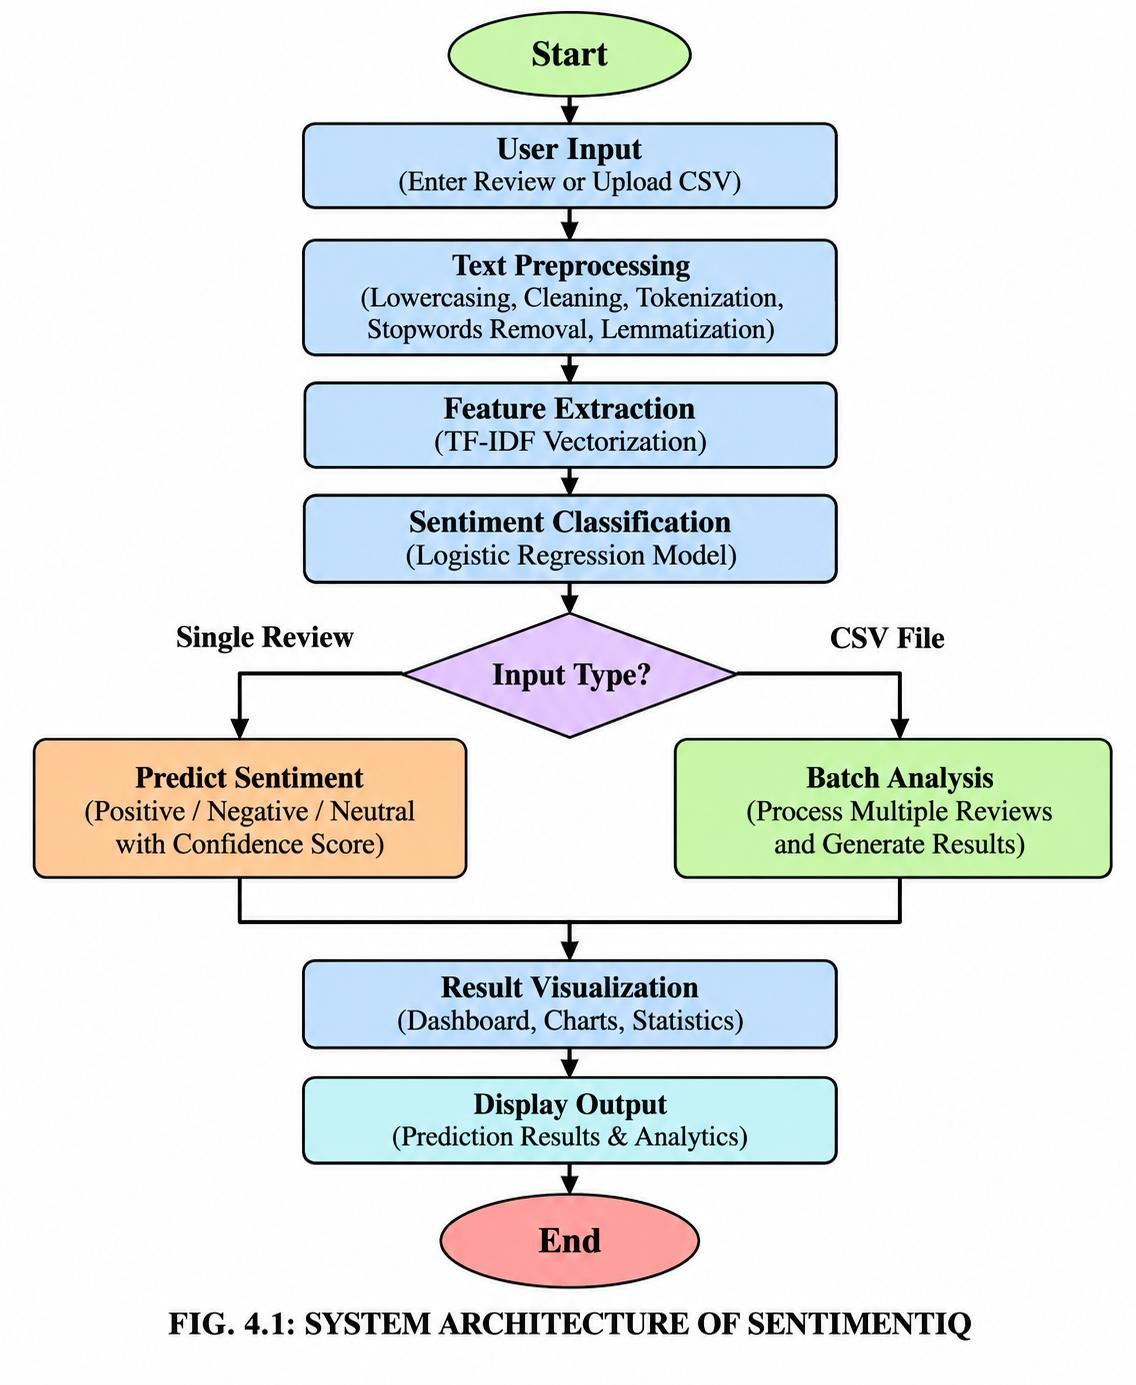 Start
User Input
(Enter Review or Upload CSV)
Text Preprocessing
(Lowercasing, Cleaning, Tokenization,
Stopwords Removal, Lemmatization)
Feature Extraction
(TF-IDF Vectorization)
Sentiment Classification
(Logistic Regression Model)
Single Review
CSV File
Input Type?
Predict Sentiment
(Positive / Negative / Neutral
with Confidence Score)
Batch Analysis
(Process Multiple Reviews
and Generate Results)
Result Visualization
(Dashboard, Charts, Statistics)
Display Output
(Prediction Results & Analytics)
End
FIG. 4.1: SYSTEM ARCHITECTURE OF SENTIMENTIQ